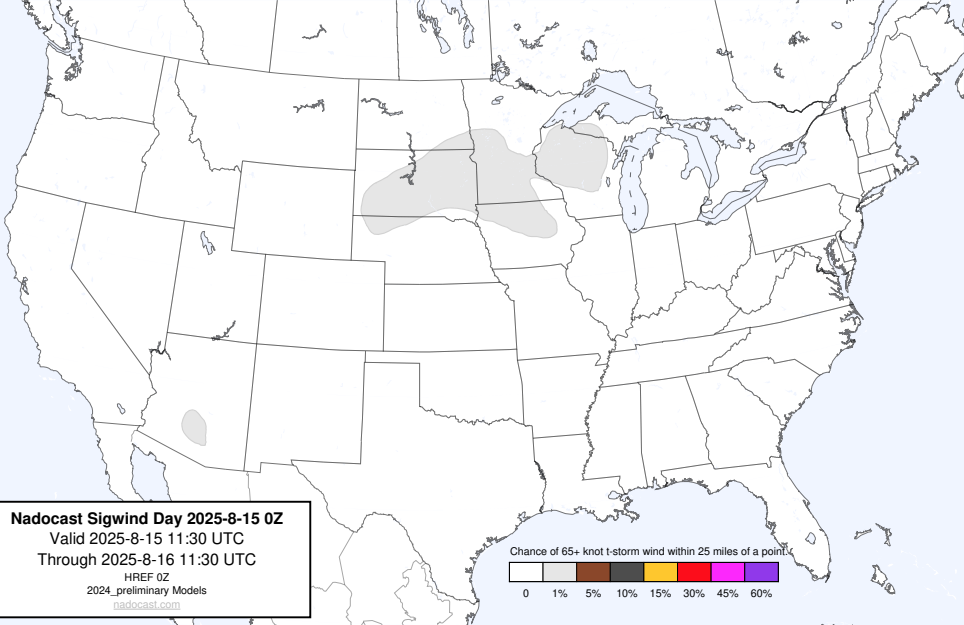 Nadocast Sigwind Day 2025-8-15 0Z
Valid 2025-8-15 11:30 UTC
Through 2025-8-16 11:30 UTC
HREF 0Z
2024_preliminary Models
nadocast.com
Chance of 65+ knot t-storm wind within 25 miles of a point.
0 1% 5% 10% 15% 30% 45% 60%